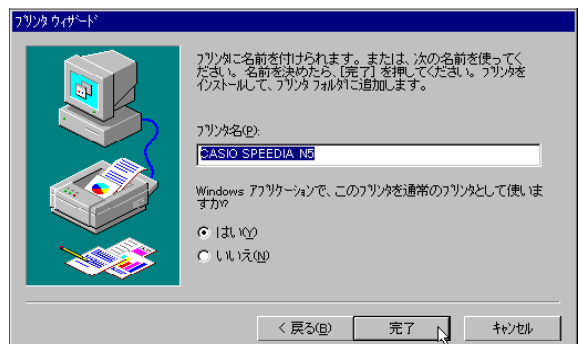 ﾌﾟﾘﾝﾀ ｳｨｻﾞｰﾄﾞ
ﾌﾟﾘﾝﾀに名前を付けられます。または、次の名前を使ってく
ださい。名前を決めたら、[完了] を押してください。ﾌﾟﾘﾝﾀを
ｲﾝｽﾄｰﾙして、ﾌﾟﾘﾝﾀ ﾌｫﾙﾀﾞに追加します。
ﾌﾟﾘﾝﾀ名(P):
CASIO SPEEDIA N5
Windows ｱﾌﾟﾘｹｰｼｮﾝで、このﾌﾟﾘﾝﾀを通常のﾌﾟﾘﾝﾀとして使いま
すか?
はい(Y)
いいえ(N)
< 戻る(B)
完了
ｷｬﾝｾﾙ